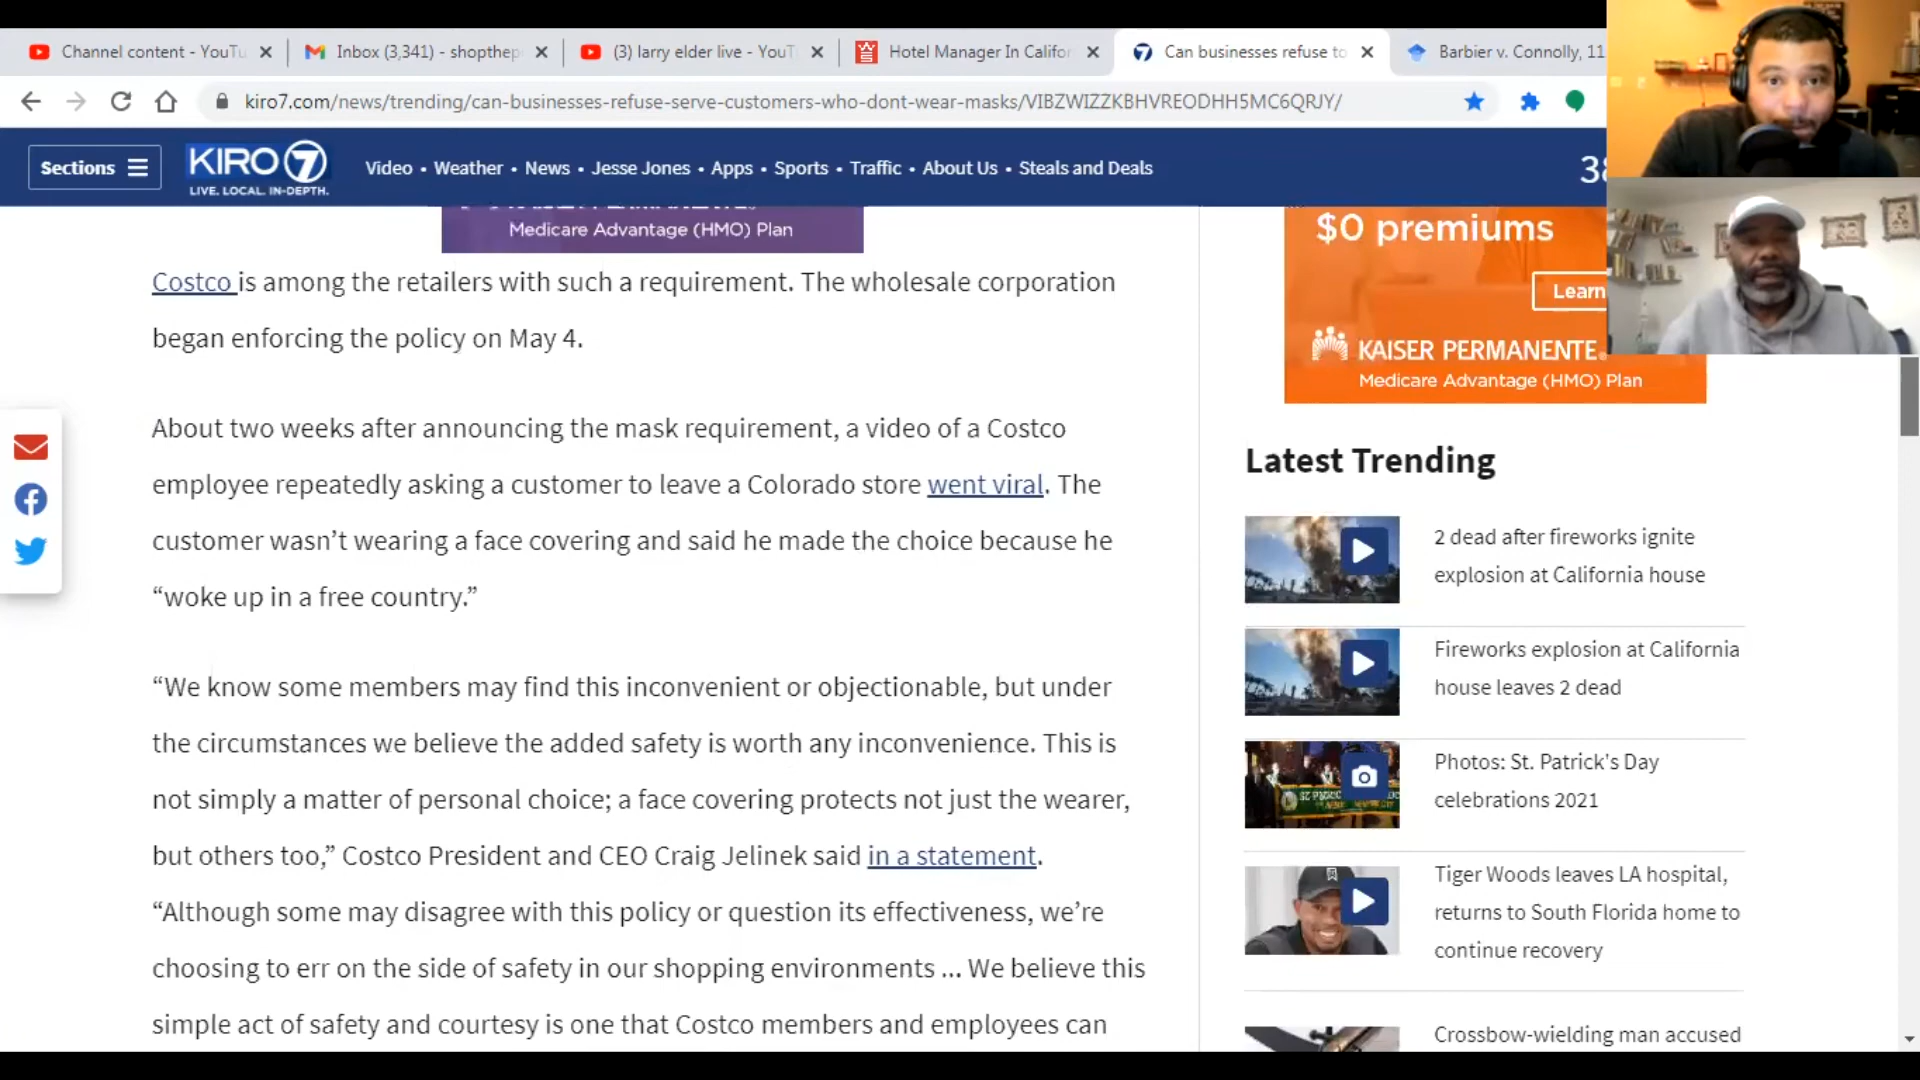 Channel content - YouTu
Inbox (3,341) - shopthep
(3) larry elder live - YouT
Hotel Manager In Califor
Can businesses refuse to
Barbier v. Connolly, 11
kiro7.com/news/trending/can-businesses-refuse-serve-customers-who-dont-wear-masks/VIBZWIZZKBHVREODHH5MC6QRJY/
Sections
KIRO 7
LIVE. LOCAL. IN-DEPTH.
Video • Weather • News • Jesse Jones • Apps • Sports • Traffic • About Us • Steals and Deals
38
Medicare Advantage (HMO) Plan
Costco is among the retailers with such a requirement. The wholesale corporation
began enforcing the policy on May 4.
About two weeks after announcing the mask requirement, a video of a Costco
employee repeatedly asking a customer to leave a Colorado store went viral. The
customer wasn’t wearing a face covering and said he made the choice because he
“woke up in a free country.”
“We know some members may find this inconvenient or objectionable, but under
the circumstances we believe the added safety is worth any inconvenience. This is
not simply a matter of personal choice; a face covering protects not just the wearer,
but others too,” Costco President and CEO Craig Jelinek said in a statement.
“Although some may disagree with this policy or question its effectiveness, we’re
choosing to err on the side of safety in our shopping environments ... We believe this
simple act of safety and courtesy is one that Costco members and employees can
$0 premiums
Learn
KAISER PERMANENTE®
Medicare Advantage (HMO) Plan
Latest Trending
2 dead after fireworks ignite
explosion at California house
Fireworks explosion at California
house leaves 2 dead
Photos: St. Patrick's Day
celebrations 2021
Tiger Woods leaves LA hospital,
returns to South Florida home to
continue recovery
Crossbow-wielding man accused